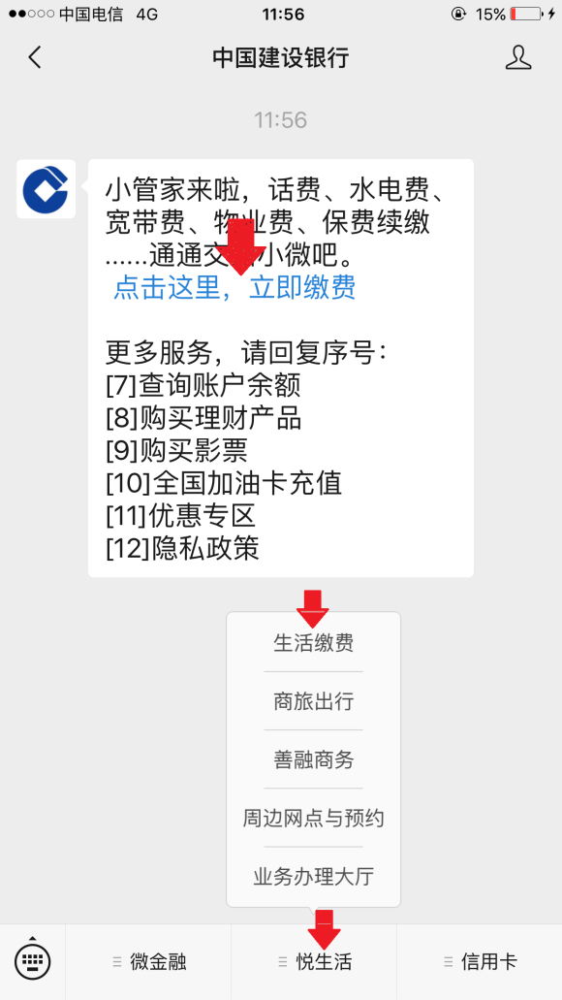 中国电信 4G 11:56 15%
中国建设银行
11:56
小管家来啦，话费、水电费、
宽带费、物业费、保费续缴
……通通交给小微吧。
点击这里，立即缴费
更多服务，请回复序号：
[7]查询账户余额
[8]购买理财产品
[9]购买影票
[10]全国加油卡充值
[11]优惠专区
[12]隐私政策
生活缴费
商旅出行
善融商务
周边网点与预约
业务办理大厅
微金融 悦生活 信用卡